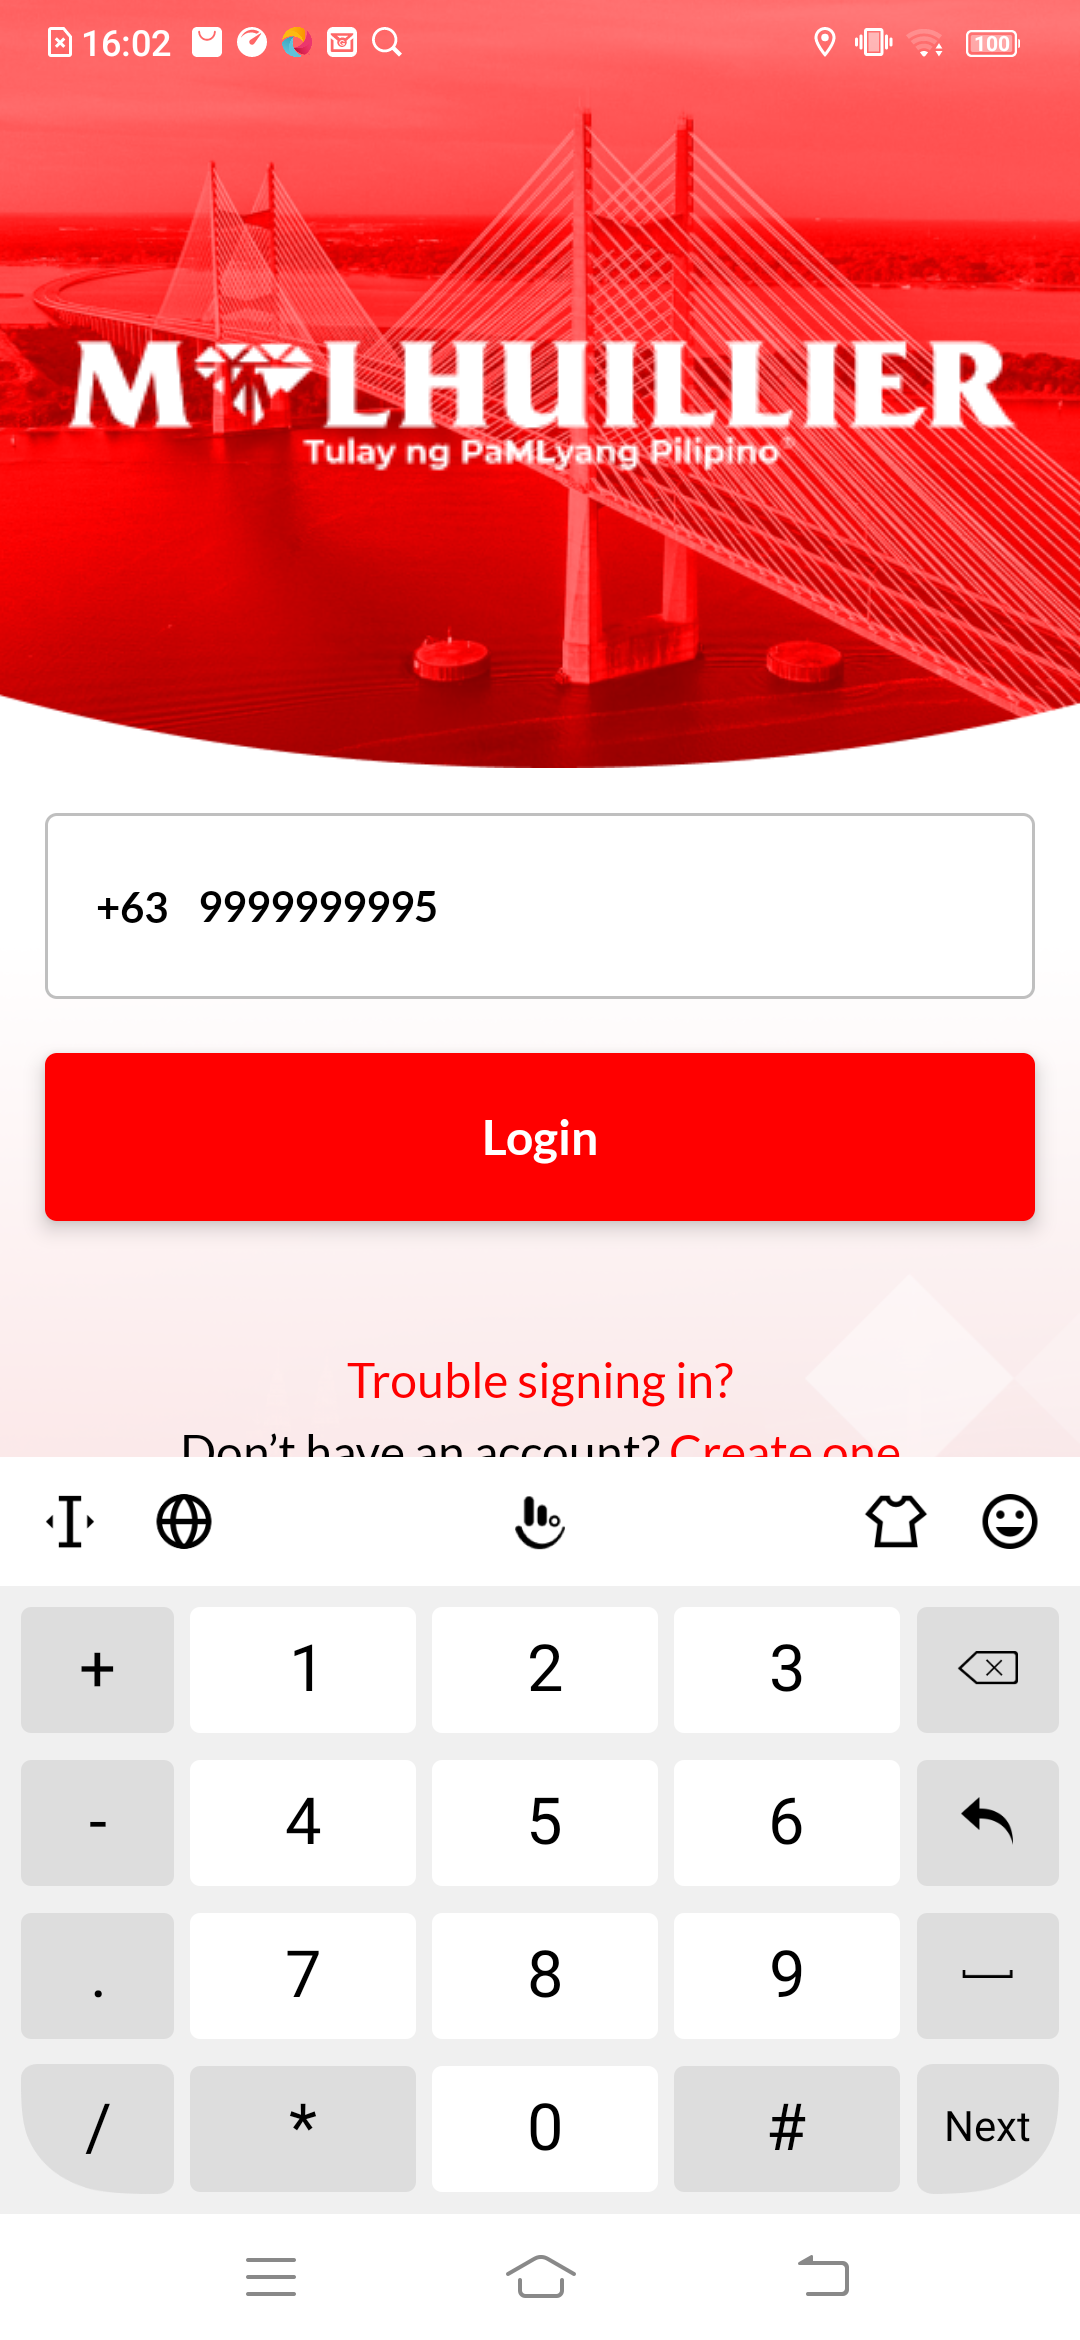 16:02
100
M LHUILLIER
Tulay ng PaMLyang Pilipino
+63 9999999995
Login
Trouble signing in?
Don't have an account? Create one
+ 1 2 3
- 4 5 6
. 7 8 9
/ * 0 # Next